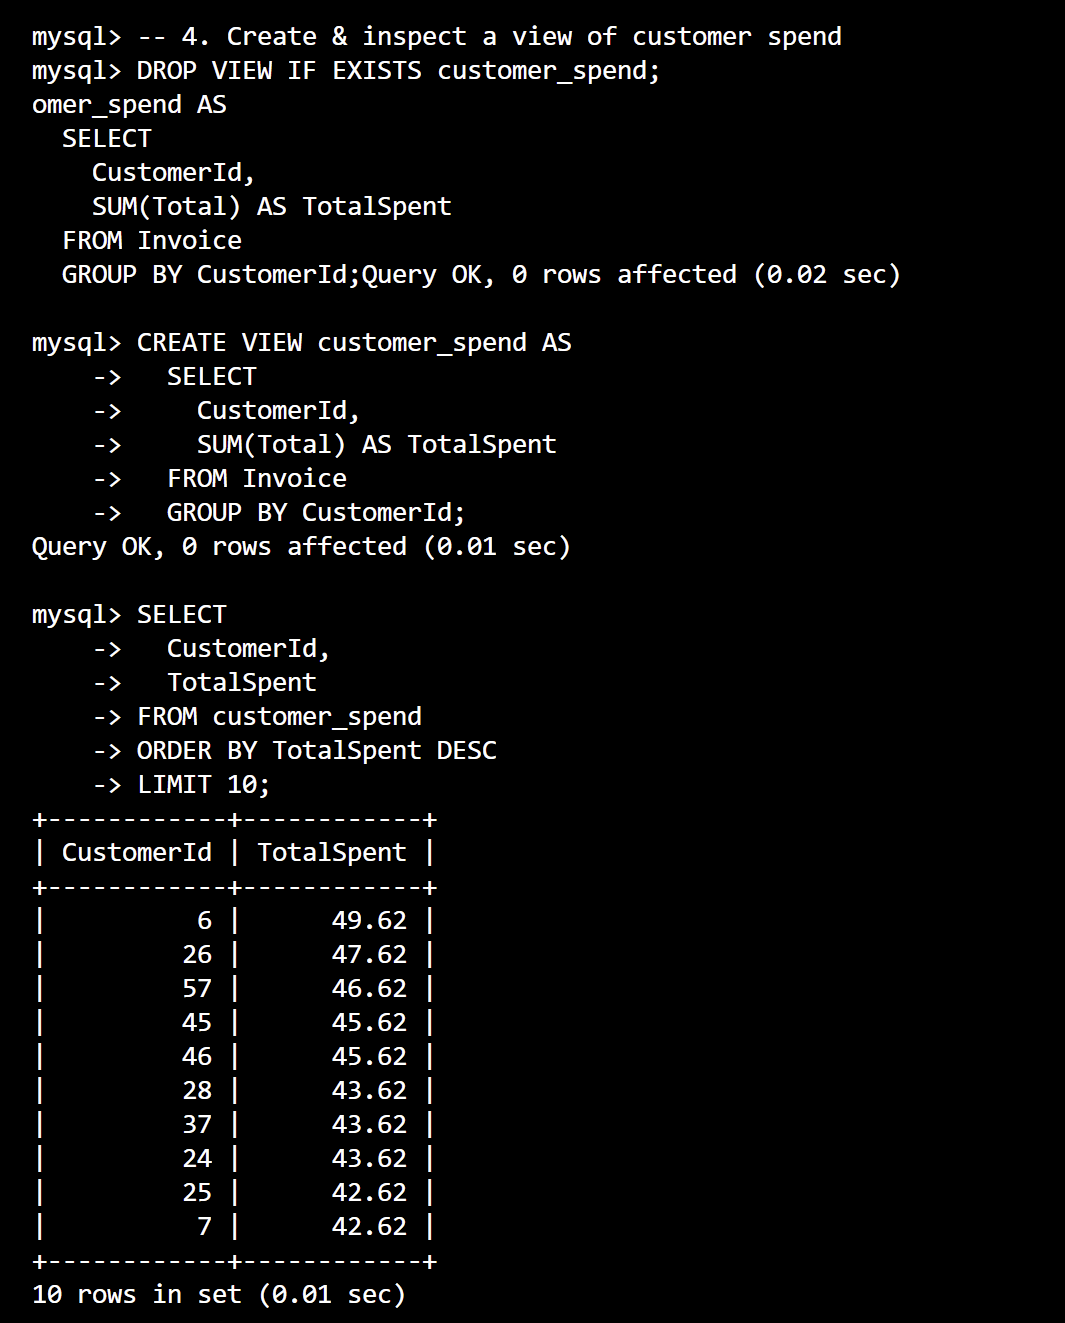 mysql> -- 4. Create & inspect a view of customer spend
mysql> DROP VIEW IF EXISTS customer_spend;
omer_spend AS
  SELECT
    CustomerId,
    SUM(Total) AS TotalSpent
  FROM Invoice
  GROUP BY CustomerId;Query OK, 0 rows affected (0.02 sec)

mysql> CREATE VIEW customer_spend AS
    ->   SELECT
    ->     CustomerId,
    ->     SUM(Total) AS TotalSpent
    ->   FROM Invoice
    ->   GROUP BY CustomerId;
Query OK, 0 rows affected (0.01 sec)

mysql> SELECT
    ->   CustomerId,
    ->   TotalSpent
    -> FROM customer_spend
    -> ORDER BY TotalSpent DESC
    -> LIMIT 10;
+------------+------------+
| CustomerId | TotalSpent |
+------------+------------+
|          6 |      49.62 |
|         26 |      47.62 |
|         57 |      46.62 |
|         45 |      45.62 |
|         46 |      45.62 |
|         28 |      43.62 |
|         37 |      43.62 |
|         24 |      43.62 |
|         25 |      42.62 |
|          7 |      42.62 |
+------------+------------+
10 rows in set (0.01 sec)